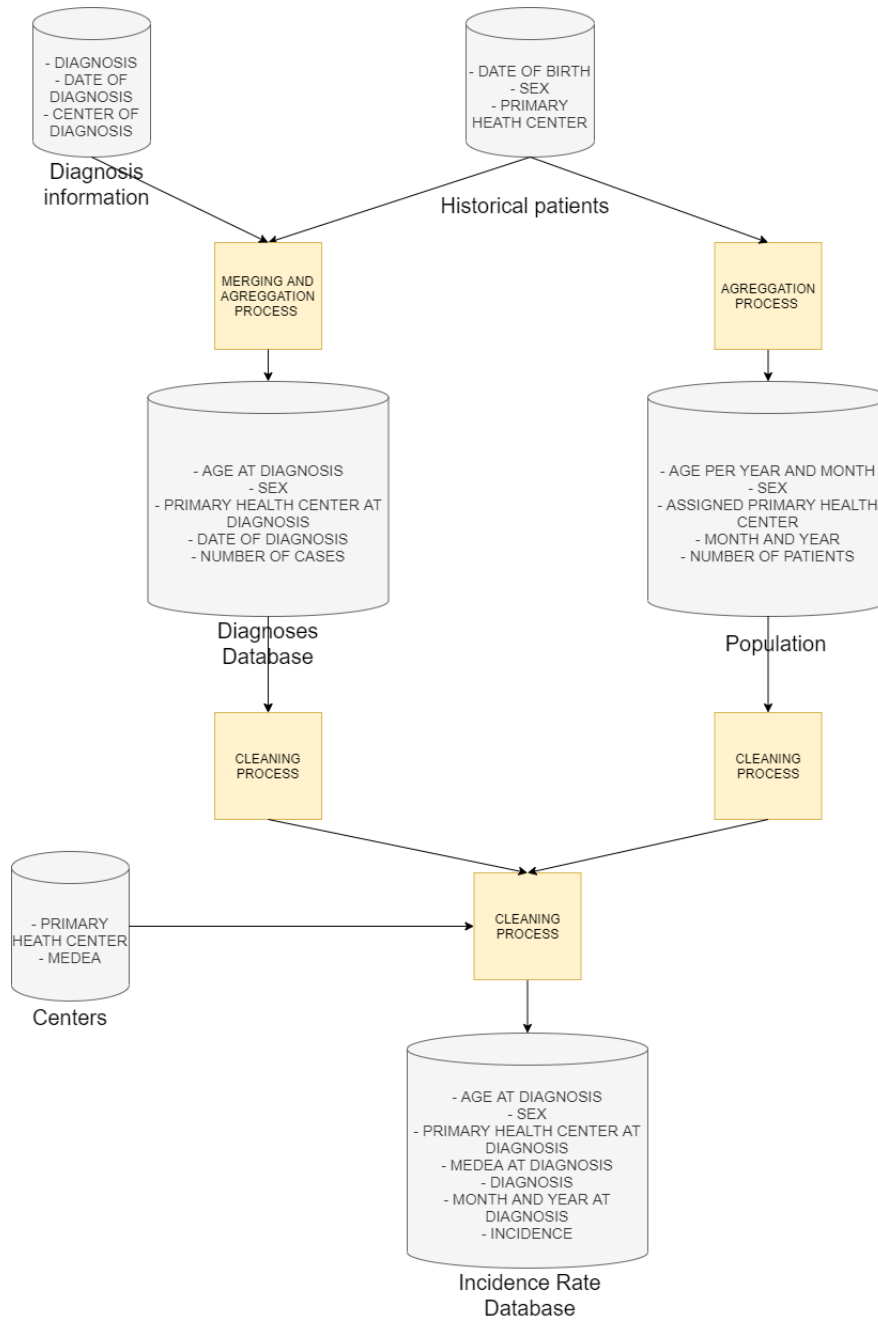 - DIAGNOSIS
- DATE OF
DIAGNOSIS
- CENTER OF
DIAGNOSIS
Diagnosis
information
- DATE OF BIRTH
- SEX
- PRIMARY
HEATH CENTER
Historical patients
MERGING AND
AGREGGATION
PROCESS
AGREGGATION
PROCESS
- AGE AT DIAGNOSIS
- SEX
- PRIMARY HEALTH CENTER AT
DIAGNOSIS
- DATE OF DIAGNOSIS
- NUMBER OF CASES
Diagnoses
Database
- AGE PER YEAR AND MONTH
- SEX
- ASSIGNED PRIMARY HEALTH
CENTER
- MONTH AND YEAR
- NUMBER OF PATIENTS
Population
CLEANING
PROCESS
CLEANING
PROCESS
- PRIMARY
HEATH CENTER
- MEDEA
Centers
CLEANING
PROCESS
- AGE AT DIAGNOSIS
- SEX
- PRIMARY HEALTH CENTER AT
DIAGNOSIS
- MEDEA AT DIAGNOSIS
- DIAGNOSIS
- MONTH AND YEAR AT
DIAGNOSIS
- INCIDENCE
Incidence Rate
Database